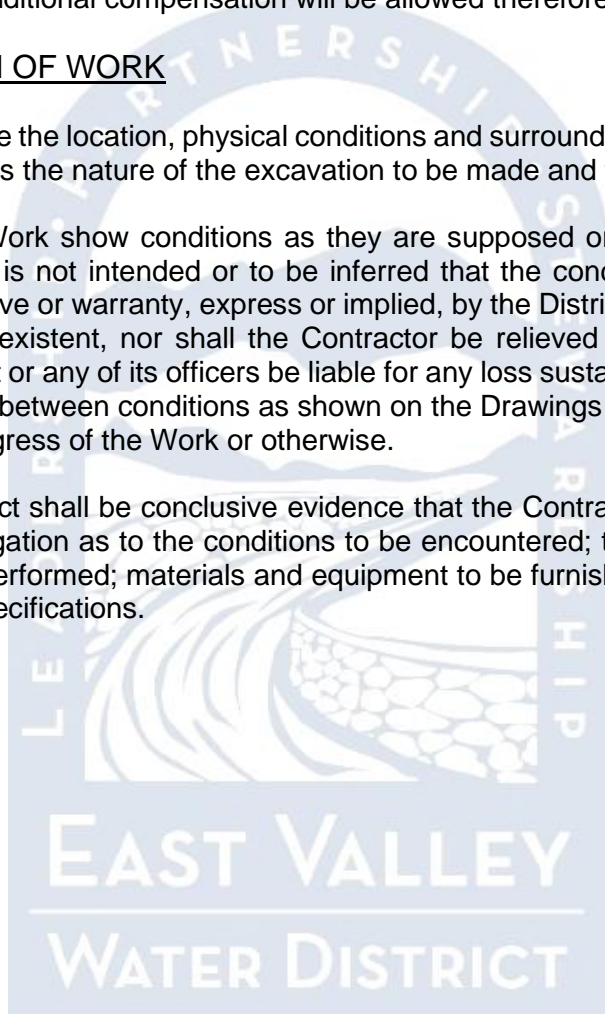 dditional compensation will be allowed therefore
OF WORK
e the location, physical conditions and surround
s the nature of the excavation to be made and
Work show conditions as they are supposed or
is not intended or to be inferred that the cond
ve or warranty, express or implied, by the Distri
existent, nor shall the Contractor be relieved
t or any of its officers be liable for any loss susta
between conditions as shown on the Drawings
gress of the Work or otherwise.
ct shall be conclusive evidence that the Contra
gation as to the conditions to be encountered; t
erformed; materials and equipment to be furnish
ecifications.
LEADERSHIP • PARTNERSHIP • STEWARDSHIP
EAST VALLEY
WATER DISTRICT